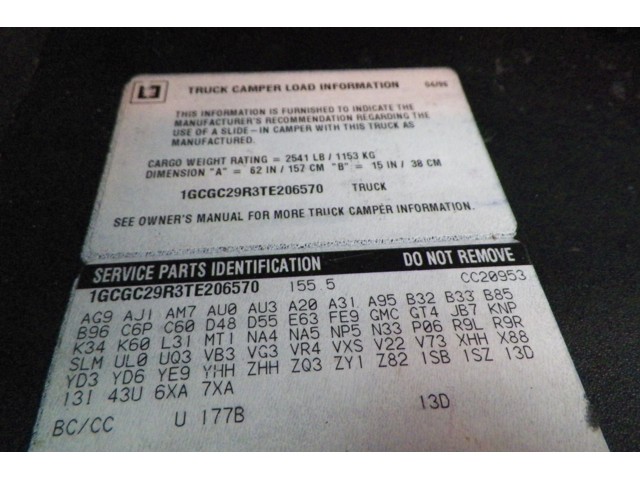 TRUCK CAMPER LOAD INFORMATION 04/96
THIS INFORMATION IS FURNISHED TO INDICATE THE
MANUFACTURER'S RECOMMENDATION REGARDING THE
USE OF A SLIDE-IN CAMPER WITH THIS TRUCK AS
MANUFACTURED.
CARGO WEIGHT RATING = 2541 LB / 1153 KG
DIMENSION "A" = 62 IN / 157 CM "B" = 15 IN / 38 CM
1GCGC29R3TE206570 TRUCK
SEE OWNER'S MANUAL FOR MORE TRUCK CAMPER INFORMATION.
SERVICE PARTS IDENTIFICATION DO NOT REMOVE
1GCGC29R3TE206570 155.5 CC20953
AG9 AJ1 AM7 AU0 AU3 A20 A31 A95 B32 B33 B85
B96 C6P C60 D48 D55 E63 FE9 GMC GT4 JB7 KNP
K34 K60 L31 MT1 NA4 NA5 NP5 N33 P06 R9L R9R
SLM UL0 UQ3 VB3 VG3 VR4 VXS V22 V73 XHH X88
YD3 YD6 YE9 YHH ZHH ZQ3 ZY1 Z82 1SB 1SZ 13D
13I 43U 6XA 7XA
BC/CC U 177B 13D